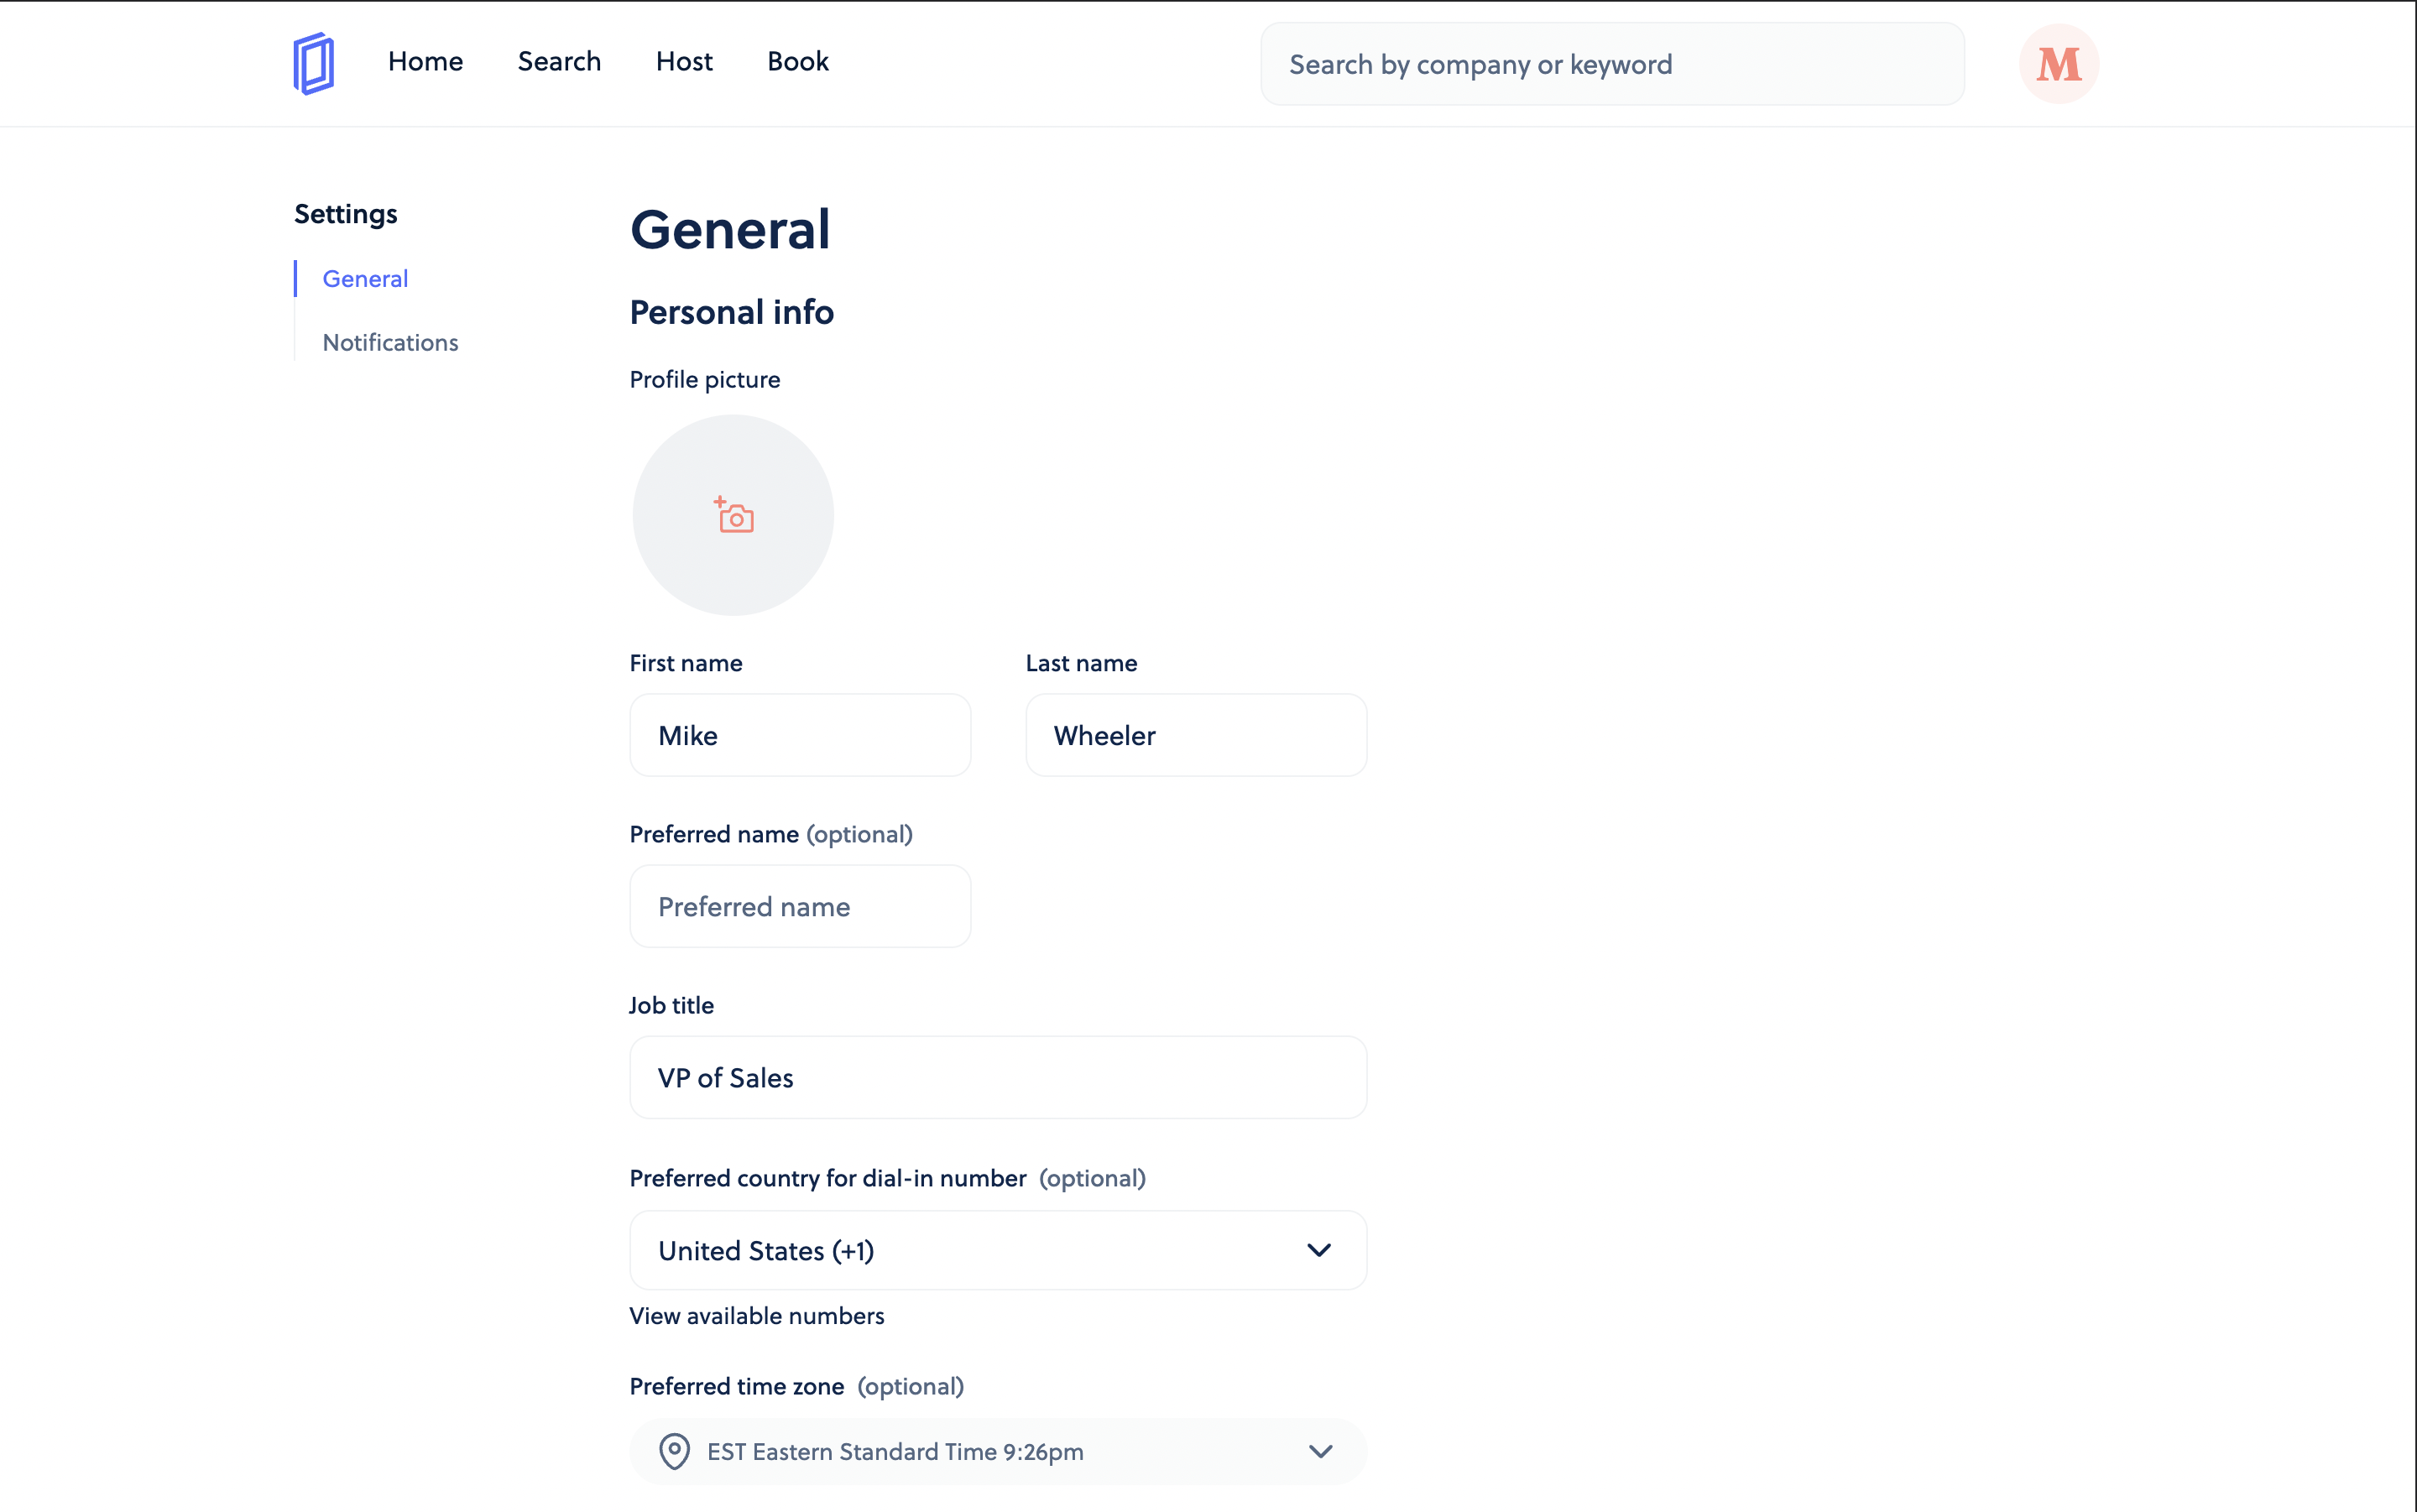 Home Search Host Book
Search by company or keyword
M
Settings
General
Notifications
General
Personal info
Profile picture
First name
Last name
Mike
Wheeler
Preferred name (optional)
Preferred name
Job title
VP of Sales
Preferred country for dial-in number (optional)
United States (+1)
View available numbers
Preferred time zone (optional)
EST Eastern Standard Time 9:26pm